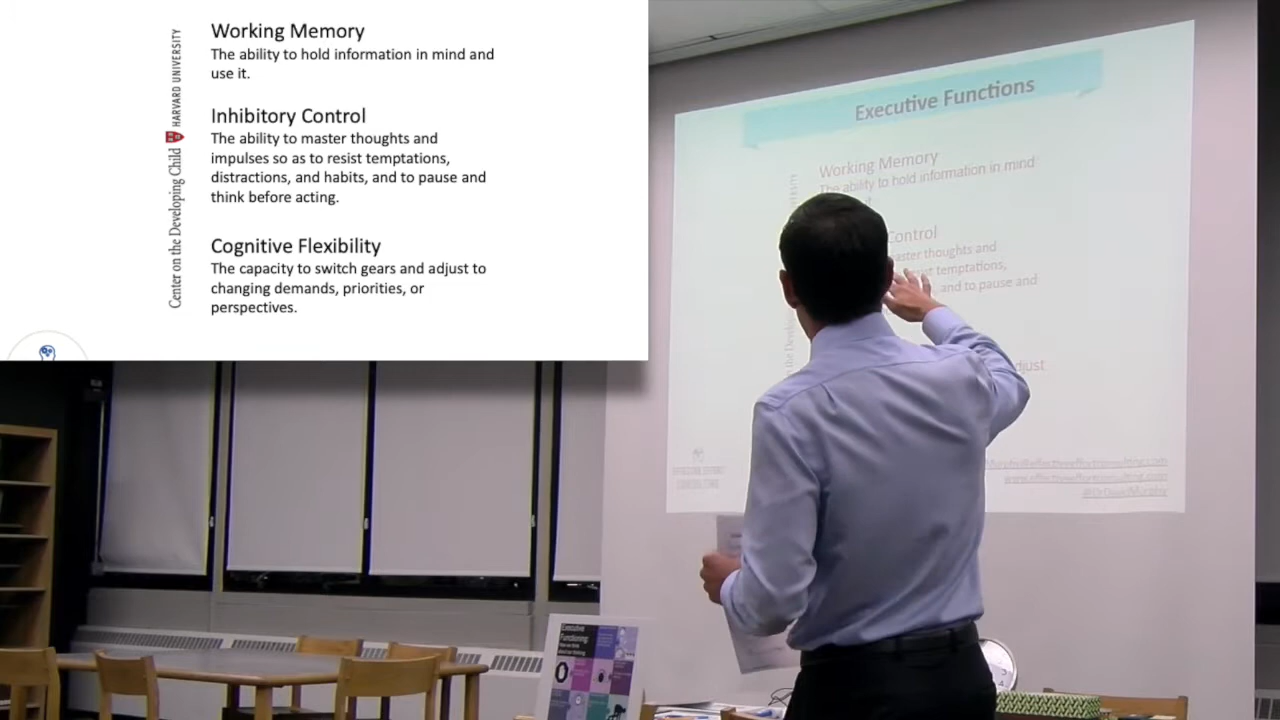 Working Memory
The ability to hold information in mind and
use it.
Inhibitory Control
The ability to master thoughts and
impulses so as to resist temptations,
distractions, and habits, and to pause and
think before acting.
Cognitive Flexibility
The capacity to switch gears and adjust to
changing demands, priorities, or
perspectives.
Center on the Developing Child HARVARD UNIVERSITY
Executive Functions
Working Memory
The ability to hold information in mind
Control
thoughts and
temptations,
and to pause and
www.effectiveeffortconsulting.com
Executive
Functioning: